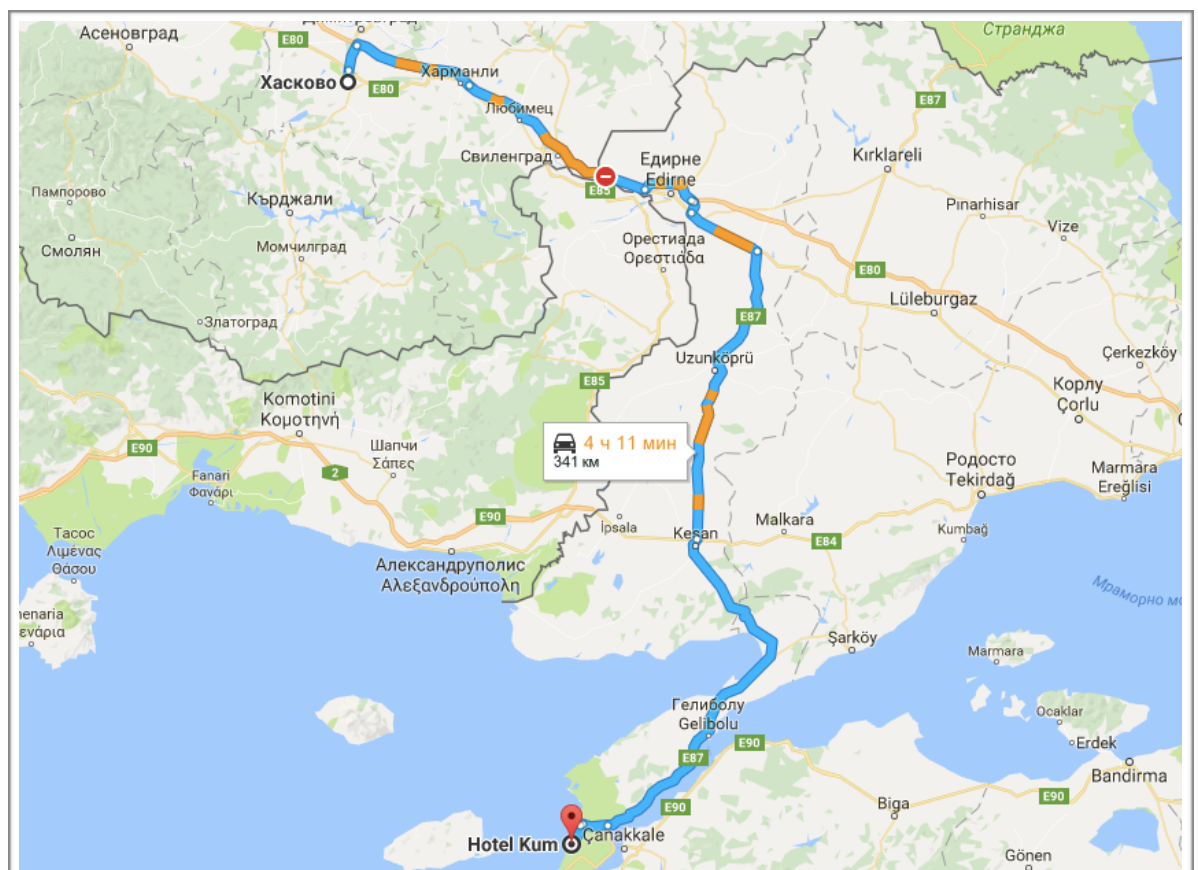 Асеновград
E80
Странджа
E87
Хасково
E80
Харманли
Любимец
Свиленград
E85
Едирне
Edirne
Kırklareli
Pınarhisar
Vize
Пампорово
Кърджали
Смолян
Момчилград
Орестиада
Ορεστιάδα
E80
Lüleburgaz
Златоград
E87
Uzunköprü
Çerkezköy
E85
Корлу
Çorlu
Komotini
Κομοτηνή
E90
Шапчи
Σάπες
4 ч 11 мин
341 км
2
Fanari
Φανάρι
Родосто
Tekirdağ
Marmara
Ereğlisi
E90
İpsala
Malkara
Kumbağ
Тасос
Λιμένας
Θάσου
Keşan
E84
Александруполис
Αλεξανδρούπολη
Мраморно
Şarköy
Marmara
Гелиболу
Gelibolu
Ocaklar
E87
E90
Erdek
Bandirma
E90
E90
Biga
Hotel Kum
Çanakkale
Gönen